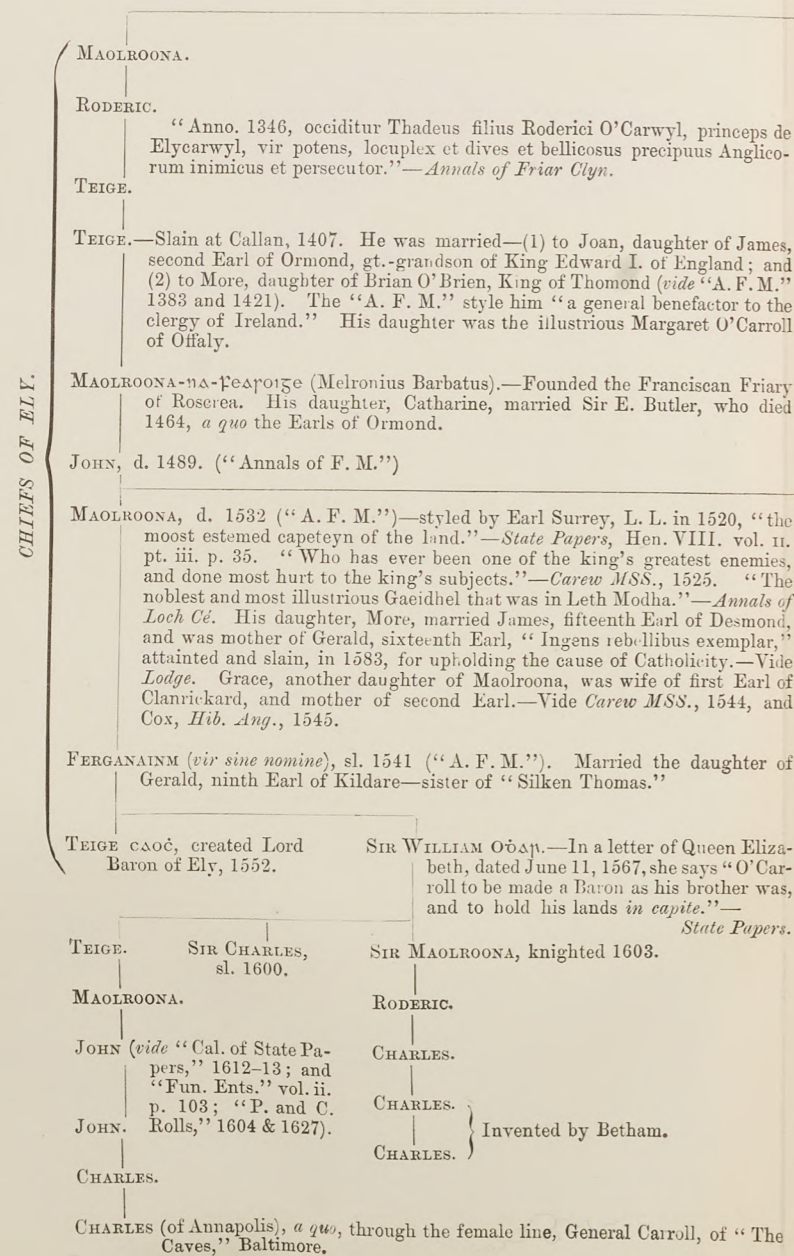 CHIEFS OF ELY.
MAOLROONA.
RODERIC.
“Anno. 1346, occiditur Thadeus filius Roderici O'Carwyl, princeps de
Elycarwyl, vir potens, locuplex et dives et bellicosus precipuus Anglico-
rum inimicus et persecutor.”—Annals of Friar Clyn.
TEIGE.
TEIGE.—Slain at Callan, 1407. He was married—(1) to Joan, daughter of James,
second Earl of Ormond, gt.-grandson of King Edward I. of England; and
(2) to More, daughter of Brian O'Brien, King of Thomond (vide “A. F. M.”
1383 and 1421). The “A. F. M.” style him “a general benefactor to the
clergy of Ireland.” His daughter was the illustrious Margaret O'Carroll
of Offaly.
MAOLROONA-na-ḟeaꞅoiᵹe (Melronius Barbatus).—Founded the Franciscan Friary
of Roscrea. His daughter, Catharine, married Sir E. Butler, who died
1464, a quo the Earls of Ormond.
JOHN, d. 1489. (“Annals of F. M.”)
MAOLROONA, d. 1532 (“A. F. M.”)—styled by Earl Surrey, L. L. in 1520, “the
moost estemed capeteyn of the land.”—State Papers, Hen. VIII. vol. II.
pt. iii. p. 35. “Who has ever been one of the king's greatest enemies,
and done most hurt to the king's subjects.”—Carew MSS., 1525. “The
noblest and most illustrious Gaeidhel that was in Leth Modha.”—Annals of
Loch Cé. His daughter, More, married James, fifteenth Earl of Desmond,
and was mother of Gerald, sixteenth Earl, “Ingens rebellibus exemplar,”
attainted and slain, in 1583, for upholding the cause of Catholicity.—Vide
Lodge. Grace, another daughter of Maolroona, was wife of first Earl of
Clanrickard, and mother of second Earl.—Vide Carew MSS., 1544, and
Cox, Hib. Ang., 1545.
FERGANAINM (vir sine nomine), sl. 1541 (“A. F. M.”). Married the daughter of
Gerald, ninth Earl of Kildare—sister of “Silken Thomas.”
TEIGE caoċ, created Lord
Baron of Ely, 1552.
SIR WILLIAM Oḋaꞃ.—In a letter of Queen Eliza-
beth, dated June 11, 1567, she says “O'Car-
roll to be made a Baron as his brother was,
and to hold his lands in capite.”—
State Papers.
TEIGE.
SIR CHARLES,
sl. 1600.
SIR MAOLROONA, knighted 1603.
MAOLROONA.
RODERIC.
JOHN (vide “Cal. of State Pa-
pers,” 1612-13; and
“Fun. Ents.” vol. ii.
p. 103; “P. and C.
Rolls,” 1604 & 1627).
CHARLES.
CHARLES.
JOHN.
Invented by Betham.
CHARLES.
CHARLES.
CHARLES (of Annapolis), a quo, through the female line, General Carroll, of “The
Caves,” Baltimore.